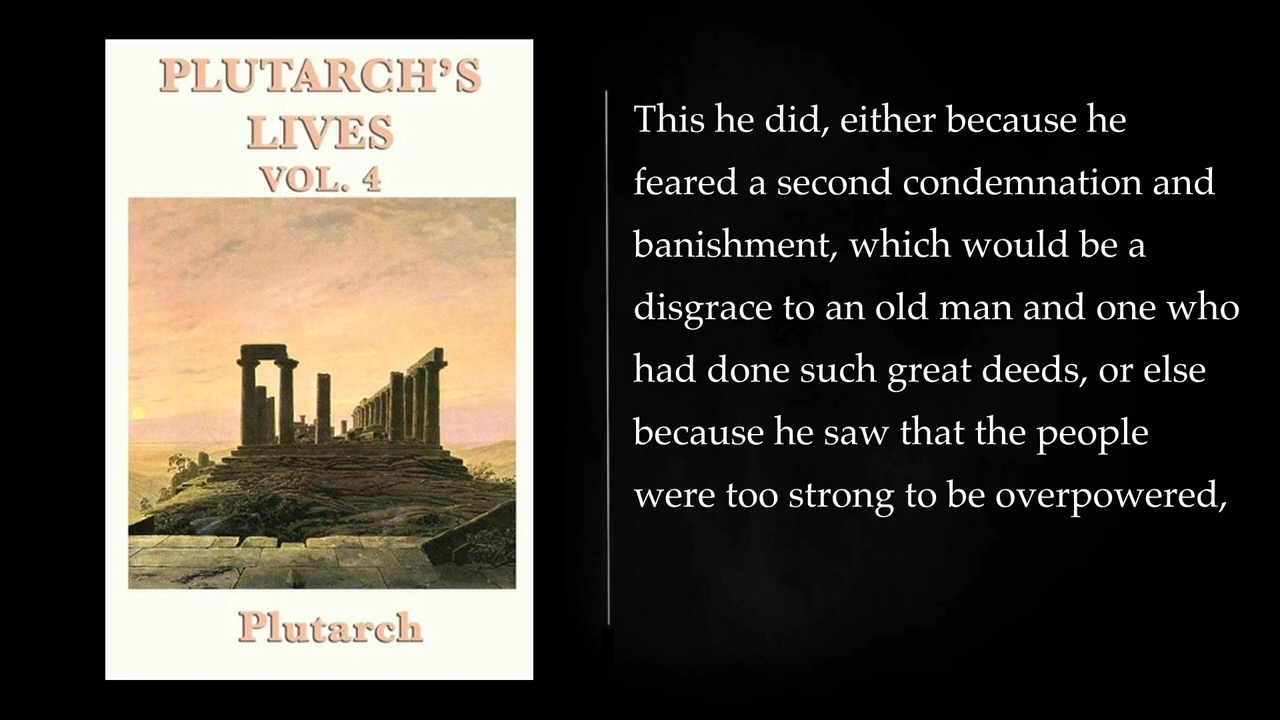 PLUTARCH'S
LIVES
VOL. 4
Plutarch
This he did, either because he
feared a second condemnation and
banishment, which would be a
disgrace to an old man and one who
had done such great deeds, or else
because he saw that the people
were too strong to be overpowered,